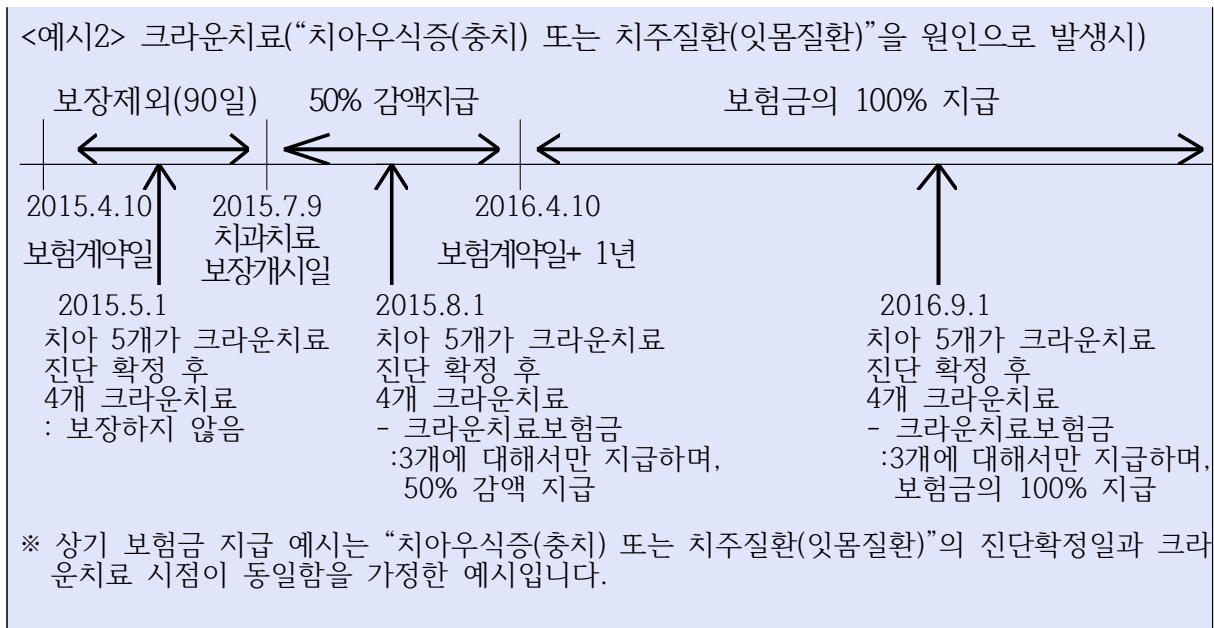 <예시2> 크라운치료(“치아우식증(충치) 또는 치주질환(잇몸질환)”을 원인으로 발생시)
보장제외(90일) 50% 감액지급 보험금의 100% 지급
2015.4.10 2015.7.9 2016.4.10
보험계약일 치과치료 보험계약일+ 1년
보장개시일
2015.5.1 2015.8.1 2016.9.1
치아 5개가 크라운치료 치아 5개가 크라운치료 치아 5개가 크라운치료
진단 확정 후 진단 확정 후 진단 확정 후
4개 크라운치료 4개 크라운치료 4개 크라운치료
: 보장하지 않음 - 크라운치료보험금 - 크라운치료보험금
:3개에 대해서만 지급하며, :3개에 대해서만 지급하며,
50% 감액 지급 보험금의 100% 지급
※ 상기 보험금 지급 예시는 “치아우식증(충치) 또는 치주질환(잇몸질환)”의 진단확정일과 크라
운치료 시점이 동일함을 가정한 예시입니다.